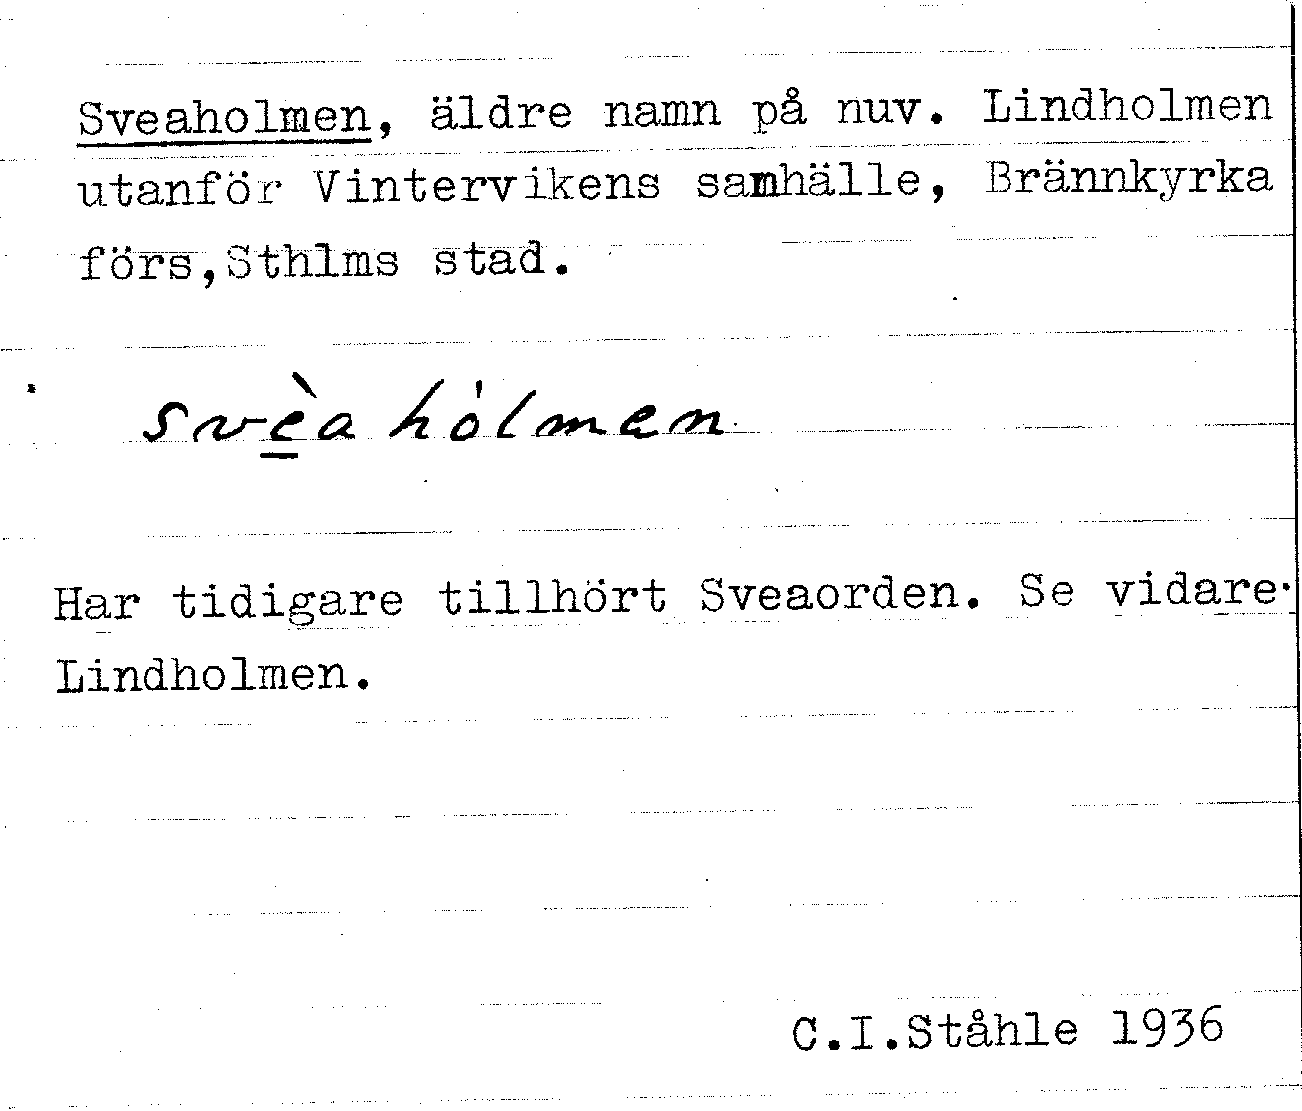 Sveaholmen, äldre namn på nuv. Lindholmen
utanför Vintervikens samhälle, Brännkyrka
förs,Sthlms stad.
svè̱a hólmen
Har tidigare tillhört Sveaorden. Se vidare
Lindholmen.
C.I.Ståhle 1936